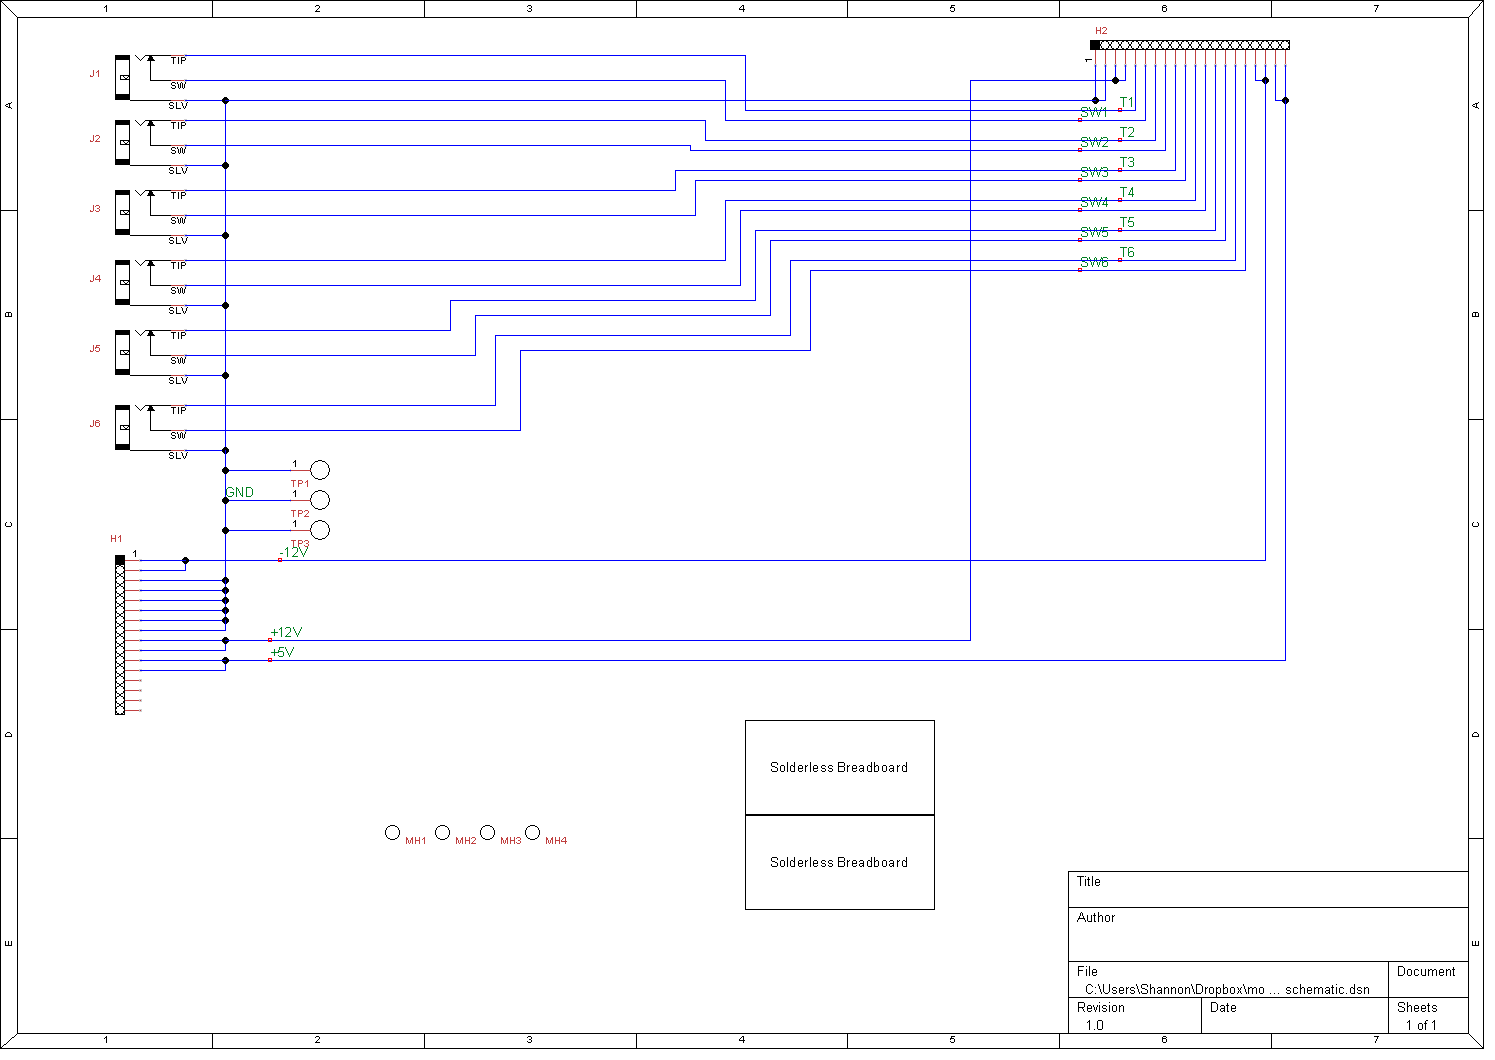 1 2 3 4 5 6 7
H2
1
A A
J1 TIP
SW
SLV
T1
SW1
J2 TIP
SW
SLV
T2
SW2
J3 TIP
SW
SLV
T3
SW3
T4
SW4
J4 TIP
SW
SLV
T5
SW5
T6
SW6
B B
J5 TIP
SW
SLV
J6 TIP
SW
SLV
1
TP1
GND 1
TP2
1
TP3
C C
H1
1
-12V
+12V
+5V
D D
Solderless Breadboard
Solderless Breadboard
MH1 MH2 MH3 MH4
E E
Title
Author
File
C:\Users\Shannon\Dropbox\mo ... schematic.dsn
Document
Revision
1.0
Date
Sheets
1 of 1
1 2 3 4 5 6 7